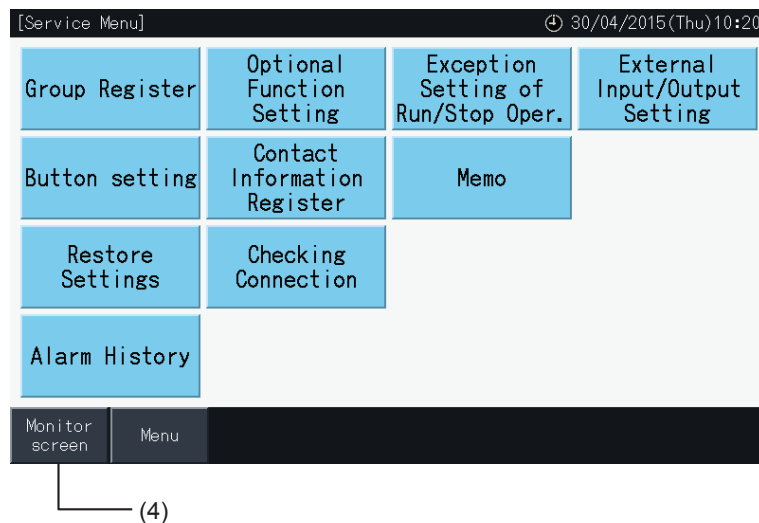 [Service Menu] 30/04/2015(Thu)10:20
Group Register
Optional
Function
Setting
Exception
Setting of
Run/Stop Oper.
External
Input/Output
Setting
Button setting
Contact
Information
Register
Memo
Restore
Settings
Checking
Connection
Alarm History
Monitor
screen
Menu
(4)